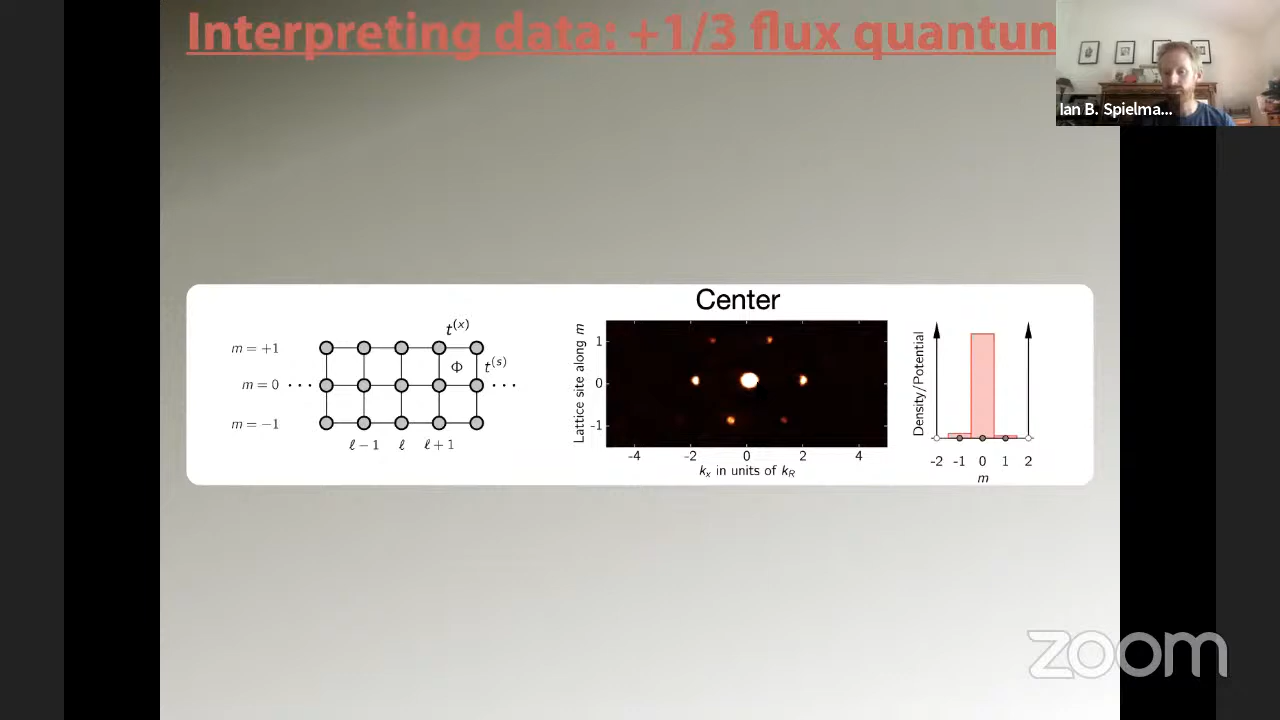 Interpreting data: +1/3 flux quantum
Ian B. Spielma...
Center
t(x)
m = +1
Φ
t(s)
m = 0
m = −1
ℓ − 1
ℓ
ℓ + 1
Lattice site along m
1
0
-1
-4
-2
0
2
4
kx in units of kR
Density/Potential
-2
-1
0
1
2
m
zoom